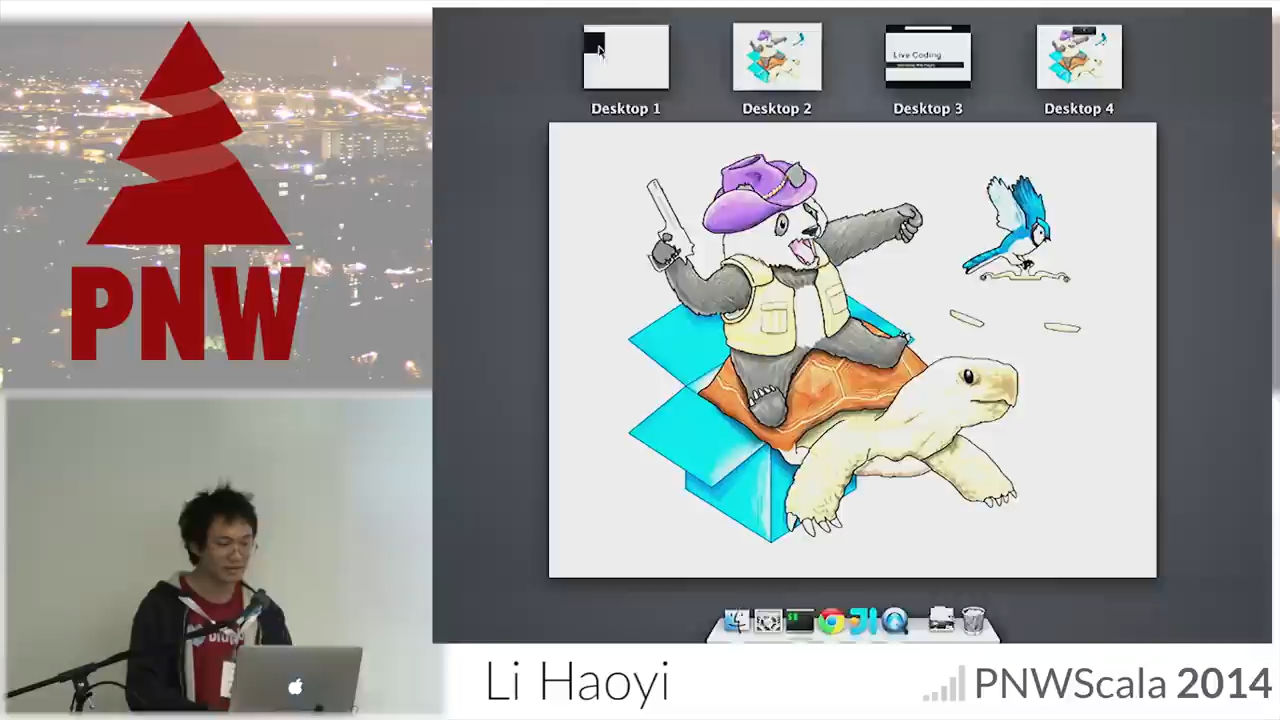 PNW
Desktop 1
Desktop 2
Desktop 3
Desktop 4
Live Coding
Li Haoyi
PNWScala 2014